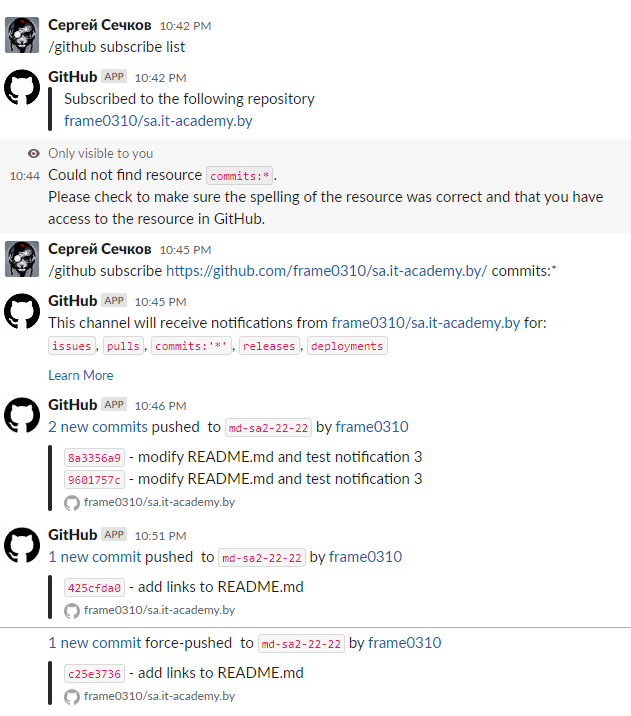 Сергей Сечков 10:42 PM
/github subscribe list
GitHub APP 10:42 PM
Subscribed to the following repository
frame0310/sa.it-academy.by
Only visible to you
10:44 Could not find resource commits:*.
Please check to make sure the spelling of the resource was correct and that you have
access to the resource in GitHub.
Сергей Сечков 10:45 PM
/github subscribe https://github.com/frame0310/sa.it-academy.by/ commits:*
GitHub APP 10:45 PM
This channel will receive notifications from frame0310/sa.it-academy.by for:
issues, pulls, commits:'*', releases, deployments
Learn More
GitHub APP 10:46 PM
2 new commits pushed to md-sa2-22-22 by frame0310
8a3356a9 - modify README.md and test notification 3
9601757c - modify README.md and test notification 3
frame0310/sa.it-academy.by
GitHub APP 10:51 PM
1 new commit pushed to md-sa2-22-22 by frame0310
425cfda0 - add links to README.md
frame0310/sa.it-academy.by
1 new commit force-pushed to md-sa2-22-22 by frame0310
c25e3736 - add links to README.md
frame0310/sa.it-academy.by